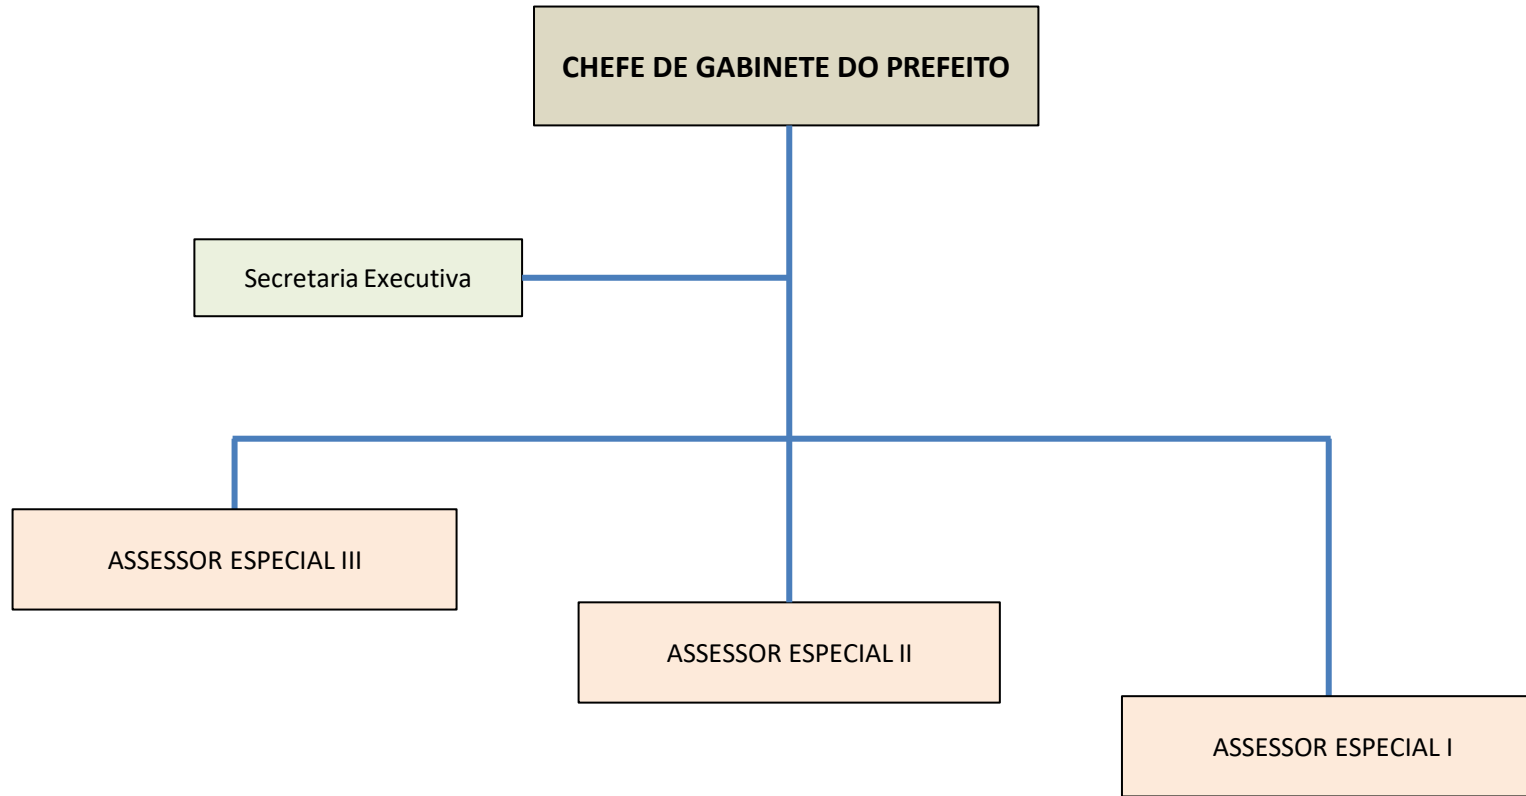 CHEFE DE GABINETE DO PREFEITO
Secretaria Executiva
ASSESSOR ESPECIAL III
ASSESSOR ESPECIAL II
ASSESSOR ESPECIAL I